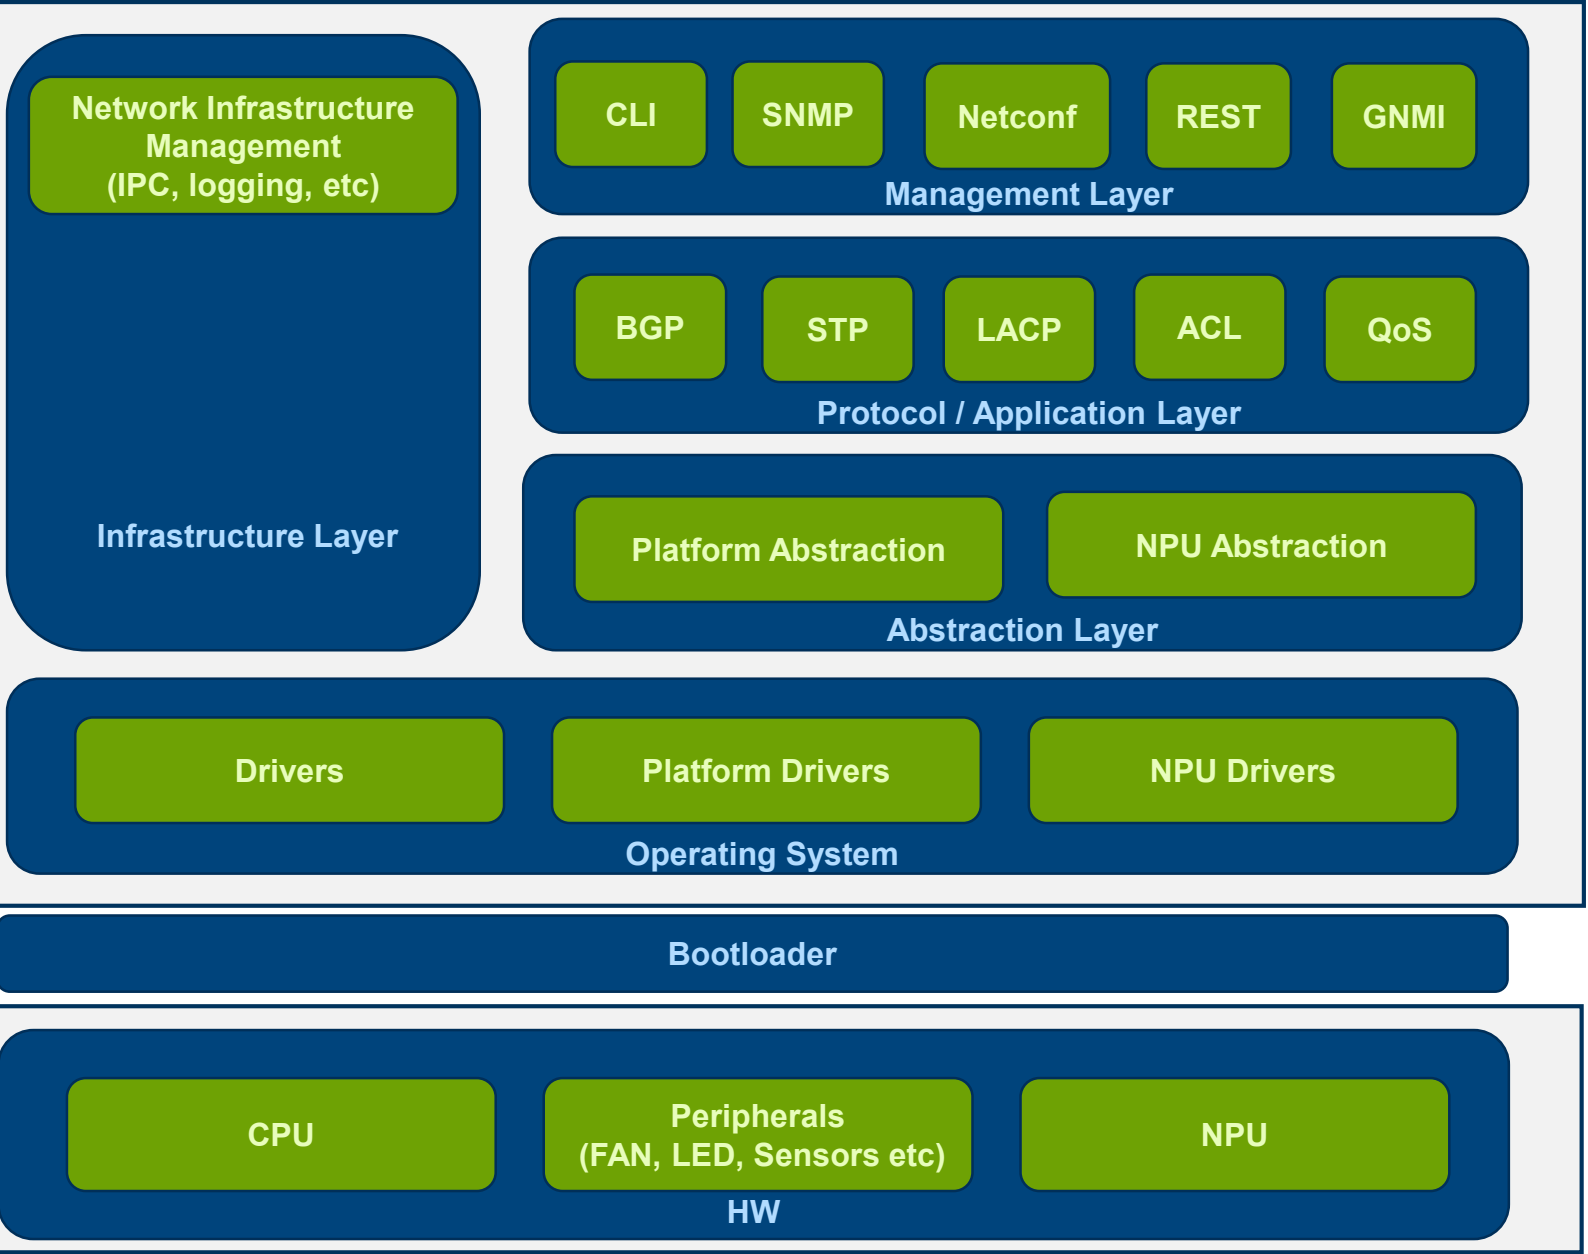 Network Infrastructure
Management
(IPC, logging, etc)
Infrastructure Layer
CLI
SNMP
Netconf
REST
GNMI
Management Layer
BGP
STP
LACP
ACL
QoS
Protocol / Application Layer
Platform Abstraction
NPU Abstraction
Abstraction Layer
Drivers
Platform Drivers
NPU Drivers
Operating System
Bootloader
CPU
Peripherals
(FAN, LED, Sensors etc)
NPU
HW